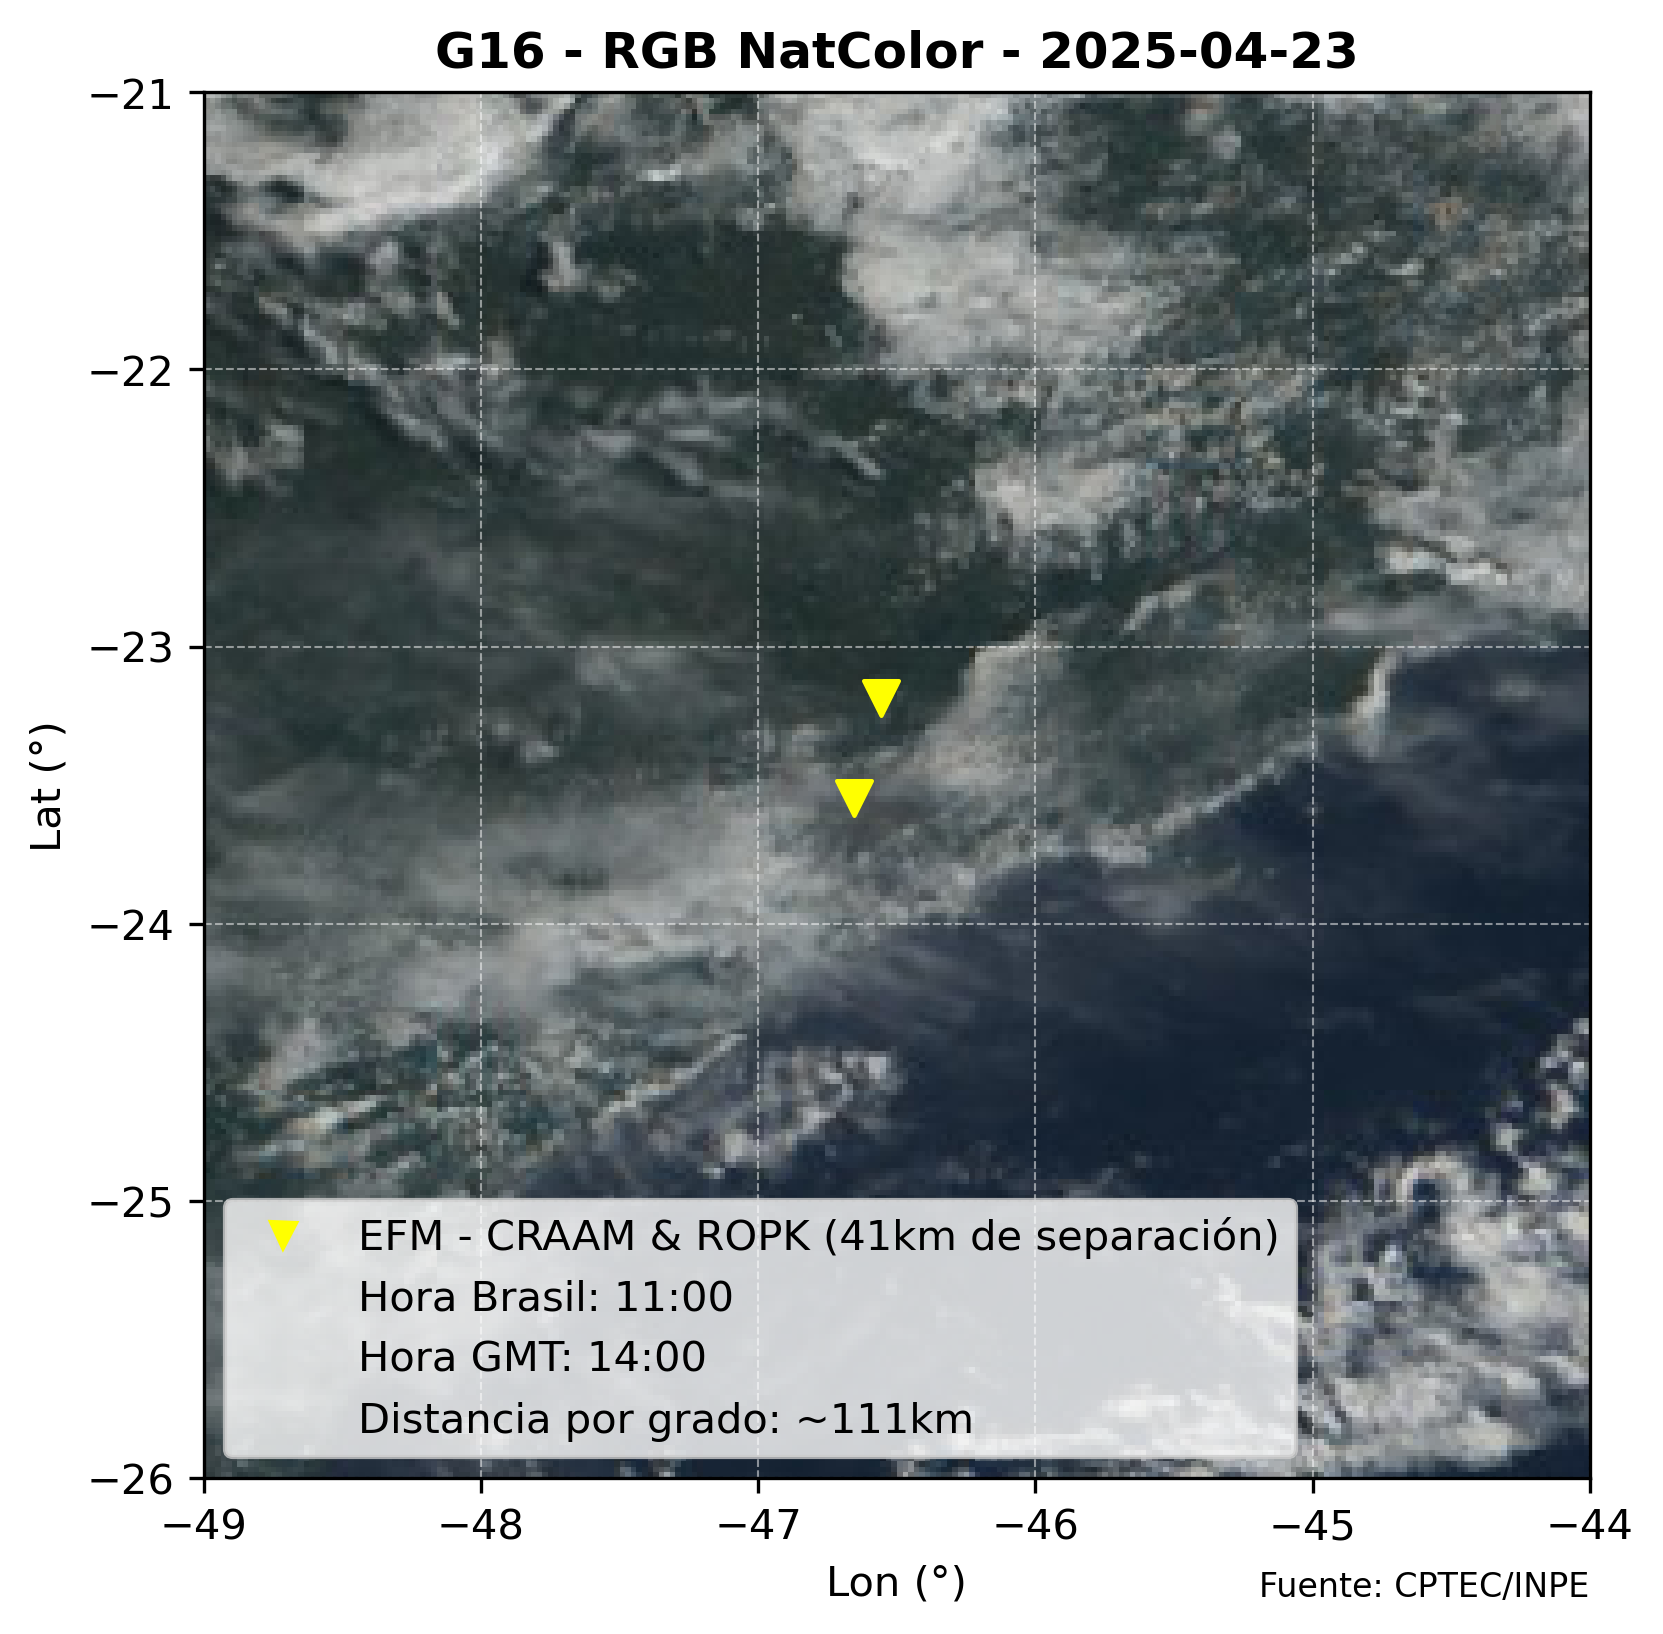 G16 - RGB NatColor - 2025-04-23
−21
−22
−23
−24
−25
−26
Lat (°)
EFM - CRAAM & ROPK (41km de separación)
Hora Brasil: 11:00
Hora GMT: 14:00
Distancia por grado: ~111km
−49 −48 −47 −46 −45 −44
Lon (°)
Fuente: CPTEC/INPE